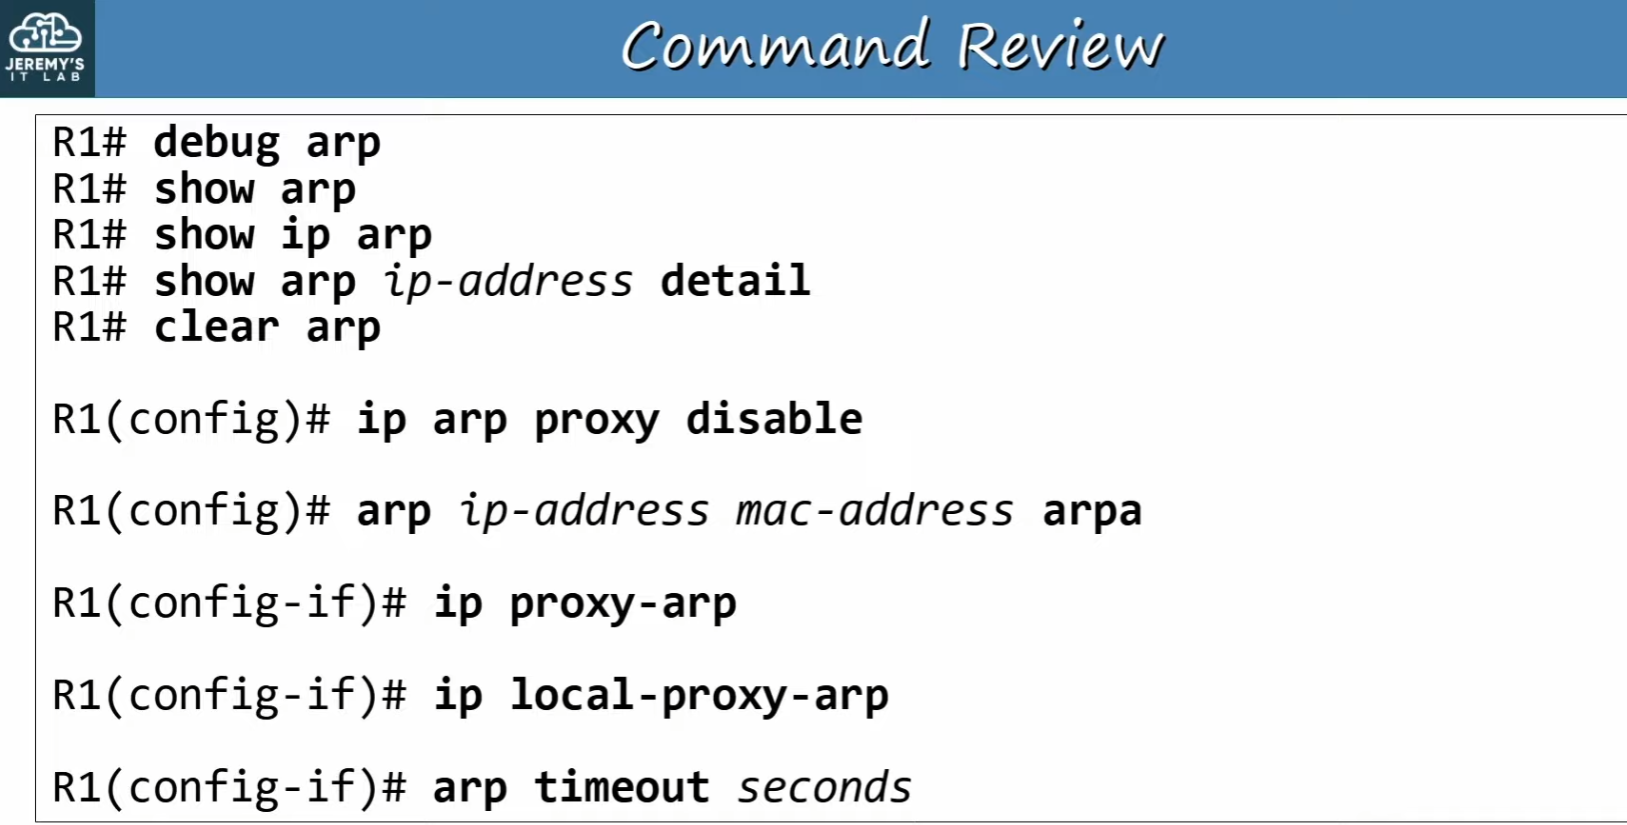 JEREMY'S
IT LAB
Command Review
R1# debug arp
R1# show arp
R1# show ip arp
R1# show arp ip-address detail
R1# clear arp
R1(config)# ip arp proxy disable
R1(config)# arp ip-address mac-address arpa
R1(config-if)# ip proxy-arp
R1(config-if)# ip local-proxy-arp
R1(config-if)# arp timeout seconds